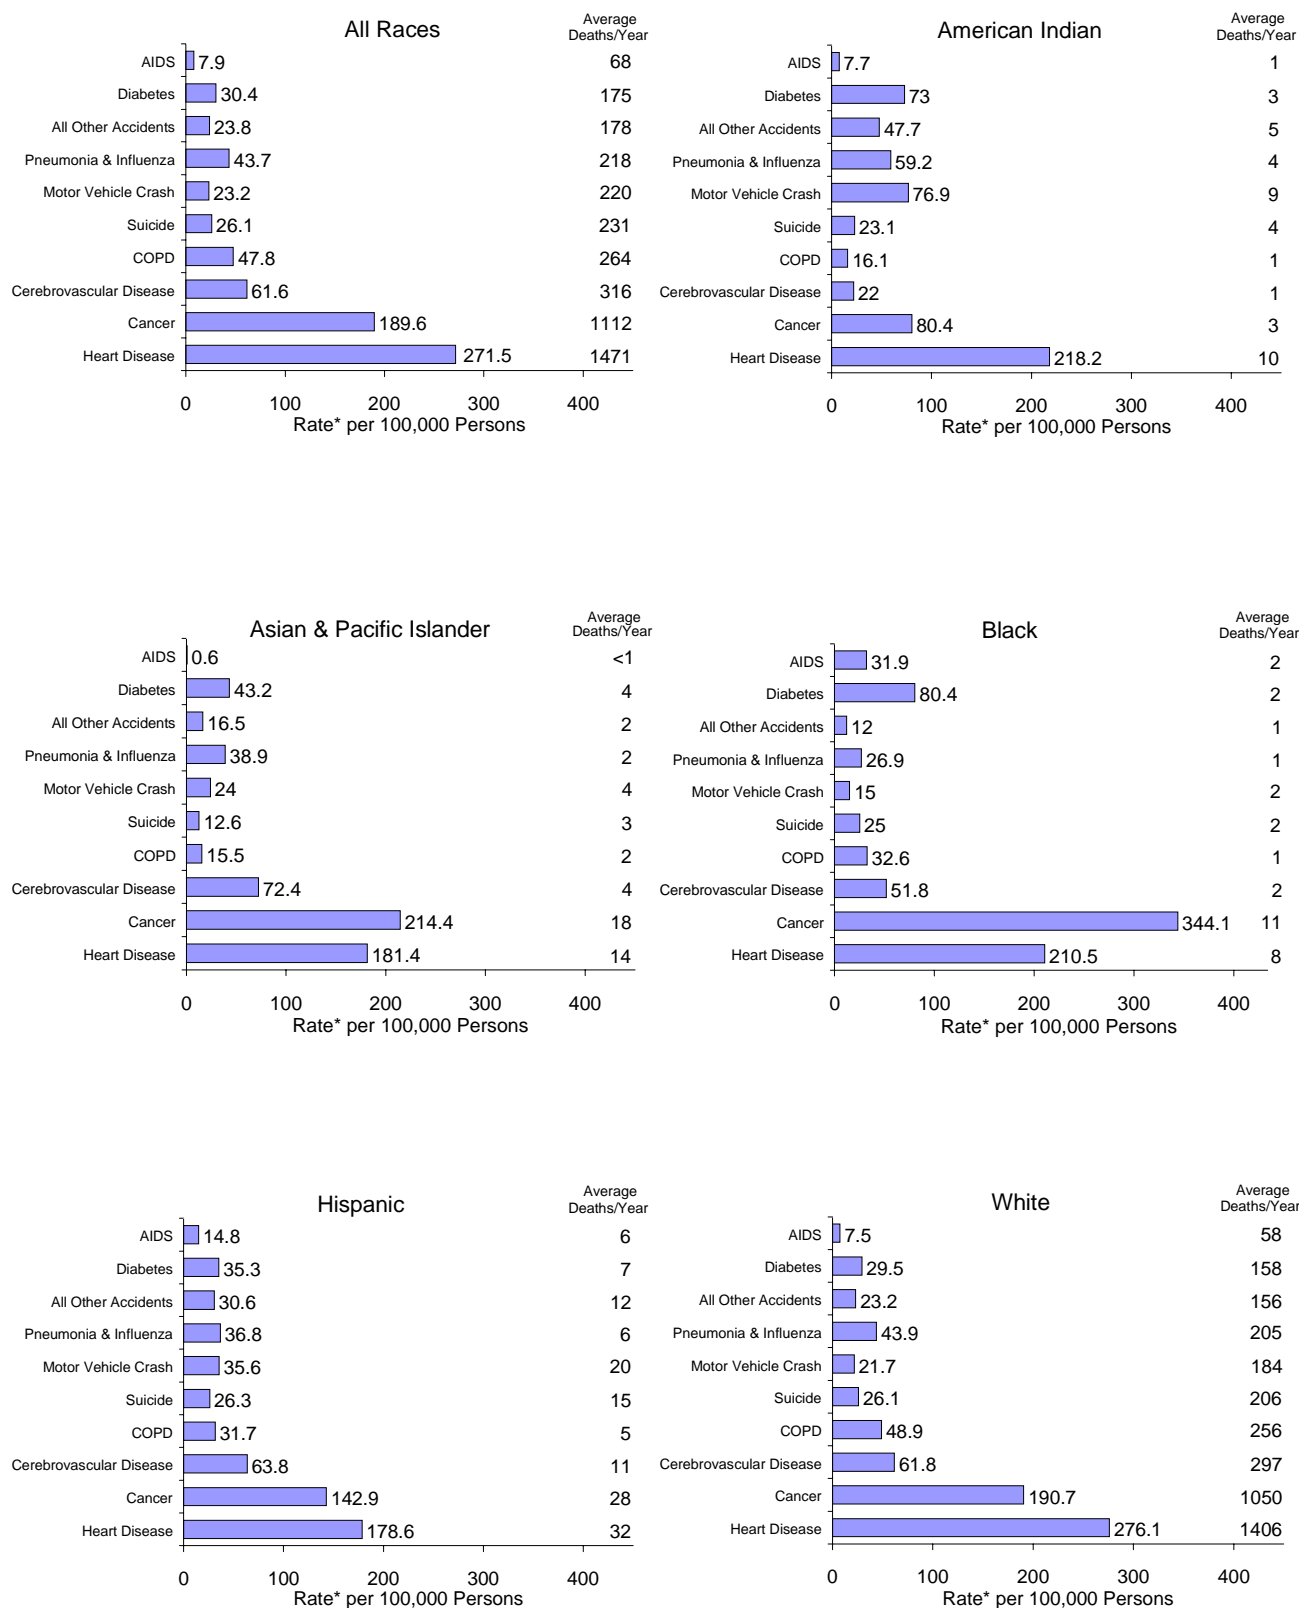 All Races
Average
Deaths/Year
AIDS 7.9 68
Diabetes 30.4 175
All Other Accidents 23.8 178
Pneumonia & Influenza 43.7 218
Motor Vehicle Crash 23.2 220
Suicide 26.1 231
COPD 47.8 264
Cerebrovascular Disease 61.6 316
Cancer 189.6 1112
Heart Disease 271.5 1471
0 100 200 300 400
Rate* per 100,000 Persons
American Indian
Average
Deaths/Year
AIDS 7.7 1
Diabetes 73 3
All Other Accidents 47.7 5
Pneumonia & Influenza 59.2 4
Motor Vehicle Crash 76.9 9
Suicide 23.1 4
COPD 16.1 1
Cerebrovascular Disease 22 1
Cancer 80.4 3
Heart Disease 218.2 10
0 100 200 300 400
Rate* per 100,000 Persons
Asian & Pacific Islander
Average
Deaths/Year
AIDS 0.6 <1
Diabetes 43.2 4
All Other Accidents 16.5 2
Pneumonia & Influenza 38.9 2
Motor Vehicle Crash 24 4
Suicide 12.6 3
COPD 15.5 2
Cerebrovascular Disease 72.4 4
Cancer 214.4 18
Heart Disease 181.4 14
0 100 200 300 400
Rate* per 100,000 Persons
Black
Average
Deaths/Year
AIDS 31.9 2
Diabetes 80.4 2
All Other Accidents 12 1
Pneumonia & Influenza 26.9 1
Motor Vehicle Crash 15 2
Suicide 25 2
COPD 32.6 1
Cerebrovascular Disease 51.8 2
Cancer 344.1 11
Heart Disease 210.5 8
0 100 200 300 400
Rate* per 100,000 Persons
Hispanic
Average
Deaths/Year
AIDS 14.8 6
Diabetes 35.3 7
All Other Accidents 30.6 12
Pneumonia & Influenza 36.8 6
Motor Vehicle Crash 35.6 20
Suicide 26.3 15
COPD 31.7 5
Cerebrovascular Disease 63.8 11
Cancer 142.9 28
Heart Disease 178.6 32
0 100 200 300 400
Rate* per 100,000 Persons
White
Average
Deaths/Year
AIDS 7.5 58
Diabetes 29.5 158
All Other Accidents 23.2 156
Pneumonia & Influenza 43.9 205
Motor Vehicle Crash 21.7 184
Suicide 26.1 206
COPD 48.9 256
Cerebrovascular Disease 61.8 297
Cancer 190.7 1050
Heart Disease 276.1 1406
0 100 200 300 400
Rate* per 100,000 Persons